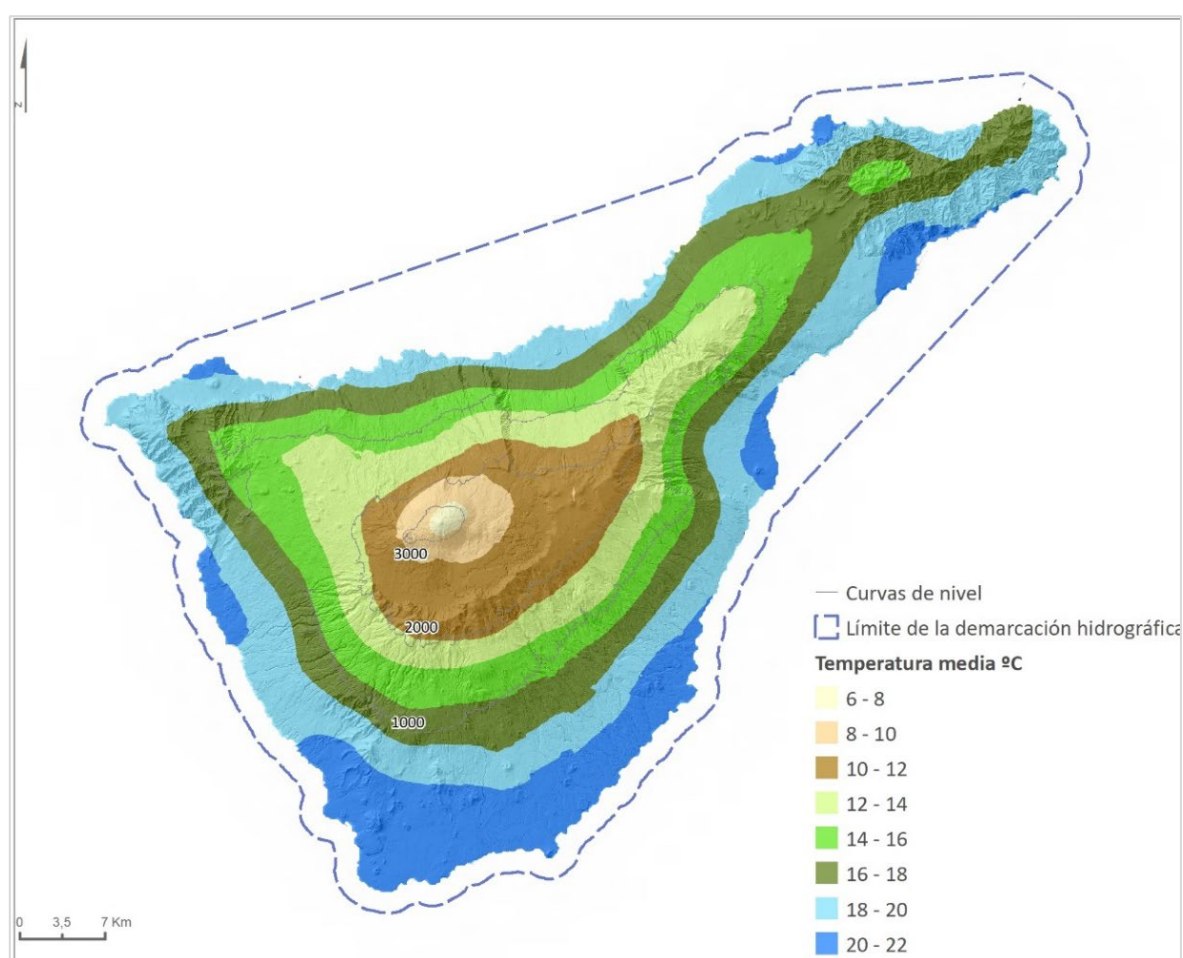 N
3000
2000
1000
Curvas de nivel
Límite de la demarcación hidrográfica
Temperatura media ºC
6 - 8
8 - 10
10 - 12
12 - 14
14 - 16
16 - 18
18 - 20
20 - 22
0 3,5 7 Km